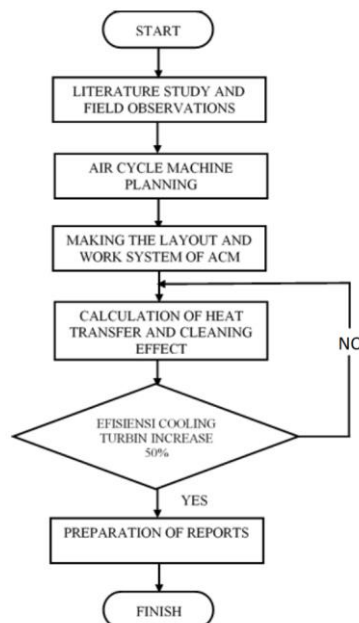 START
LITERATURE STUDY AND
FIELD OBSERVATIONS
AIR CYCLE MACHINE
PLANNING
MAKING THE LAYOUT AND
WORK SYSTEM OF ACM
CALCULATION OF HEAT
TRANSFER AND CLEANING
EFFECT
NO
EFISIENSI COOLING
TURBIN INCREASE
50%
YES
PREPARATION OF REPORTS
FINISH